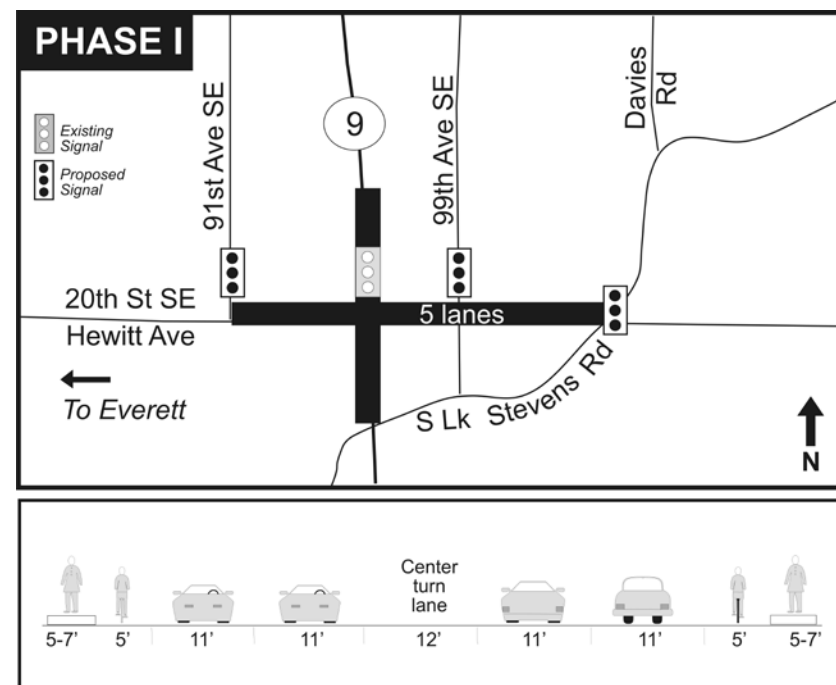 PHASE I
Existing
Signal
Proposed
Signal
91st Ave SE
9
99th Ave SE
Davies
Rd
20th St SE
Hewitt Ave
5 lanes
To Everett
S Lk Stevens Rd
N
Center
turn
lane
5-7' 5' 11' 11' 12' 11' 11' 5' 5-7'